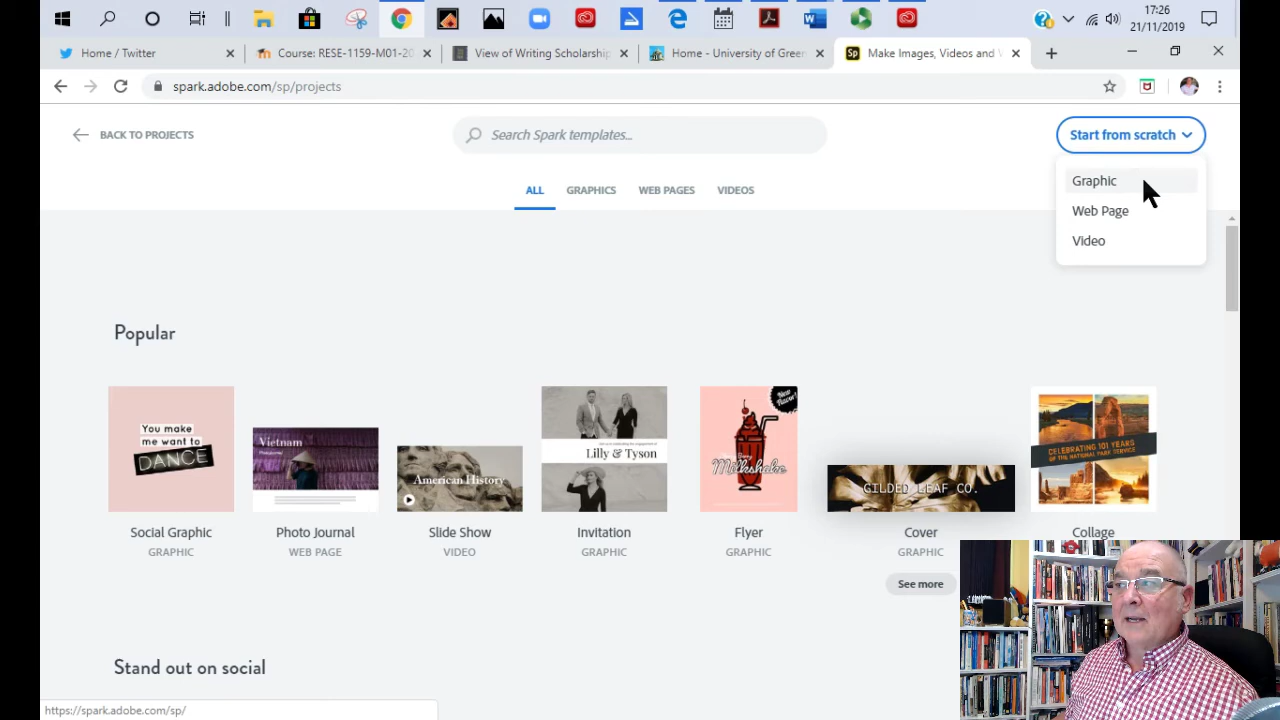 17:26
21/11/2019
Home / Twitter
Course: RESE-1159-M01-20
View of Writing Scholarship
Home - University of Green
Sp
Make Images, Videos and V
spark.adobe.com/sp/projects
BACK TO PROJECTS
Search Spark templates...
Start from scratch
ALL
GRAPHICS
WEB PAGES
VIDEOS
Graphic
Web Page
Video
Popular
You make
me want to
DANCE
Vietnam
American History
Lilly & Tyson
New
Flavor!
Milkshake
GILDED LEAF CO.
CELEBRATING 101 YEARS
OF THE NATIONAL PARK SERVICE
Social Graphic
GRAPHIC
Photo Journal
WEB PAGE
Slide Show
VIDEO
Invitation
GRAPHIC
Flyer
GRAPHIC
Cover
GRAPHIC
Collage
See more
Stand out on social
https://spark.adobe.com/sp/